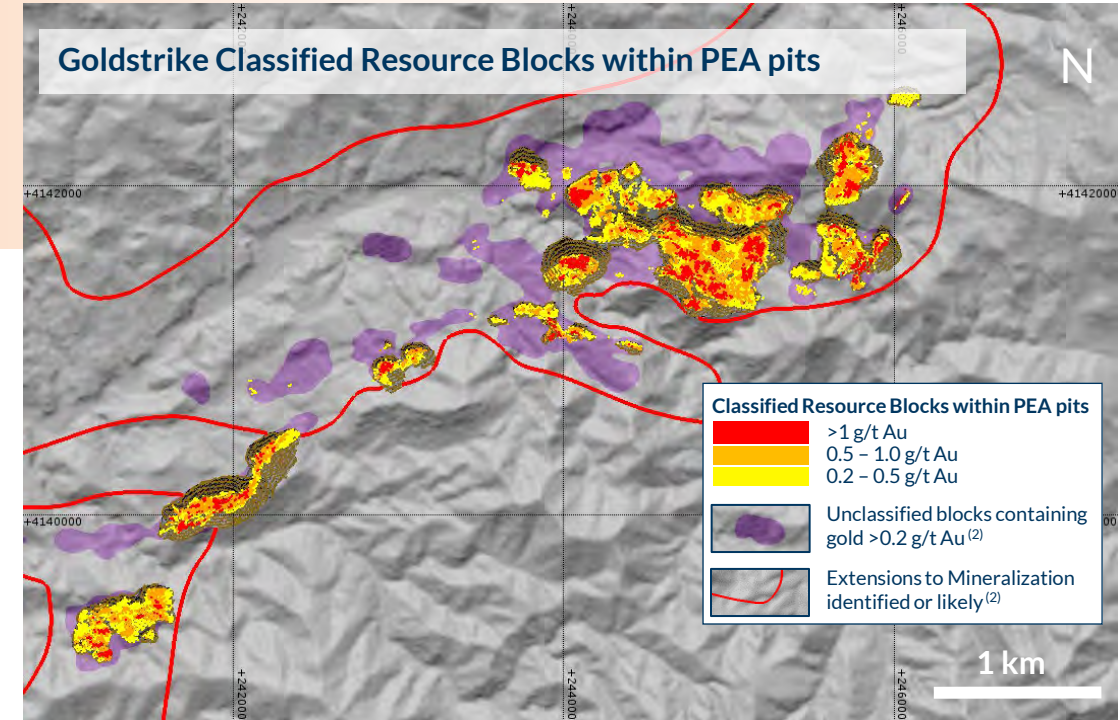 Goldstrike Classified Resource Blocks within PEA pits
N
+4142000
+4142000
Classified Resource Blocks within PEA pits
>1 g/t Au
0.5 – 1.0 g/t Au
0.2 – 0.5 g/t Au
Unclassified blocks containing
gold >0.2 g/t Au (2)
Extensions to Mineralization
identified or likely (2)
+4140000
1 km
+242000
+244000
+246000